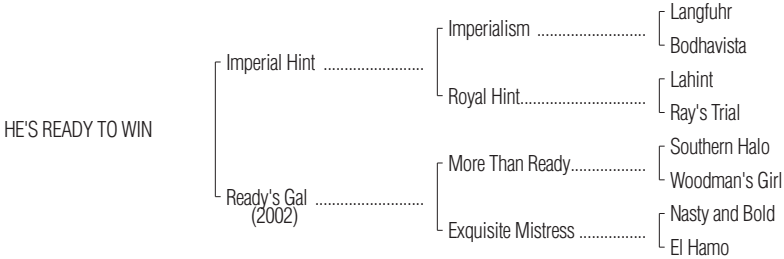 Langfuhr
Imperialism ..........................
Bodhavista
Imperial Hint ........................
Lahint
Royal Hint..............................
Ray's Trial
HE'S READY TO WIN
Southern Halo
More Than Ready..................
Woodman's Girl
Ready's Gal ..........................
(2002)
Nasty and Bold
Exquisite Mistress ................
El Hamo